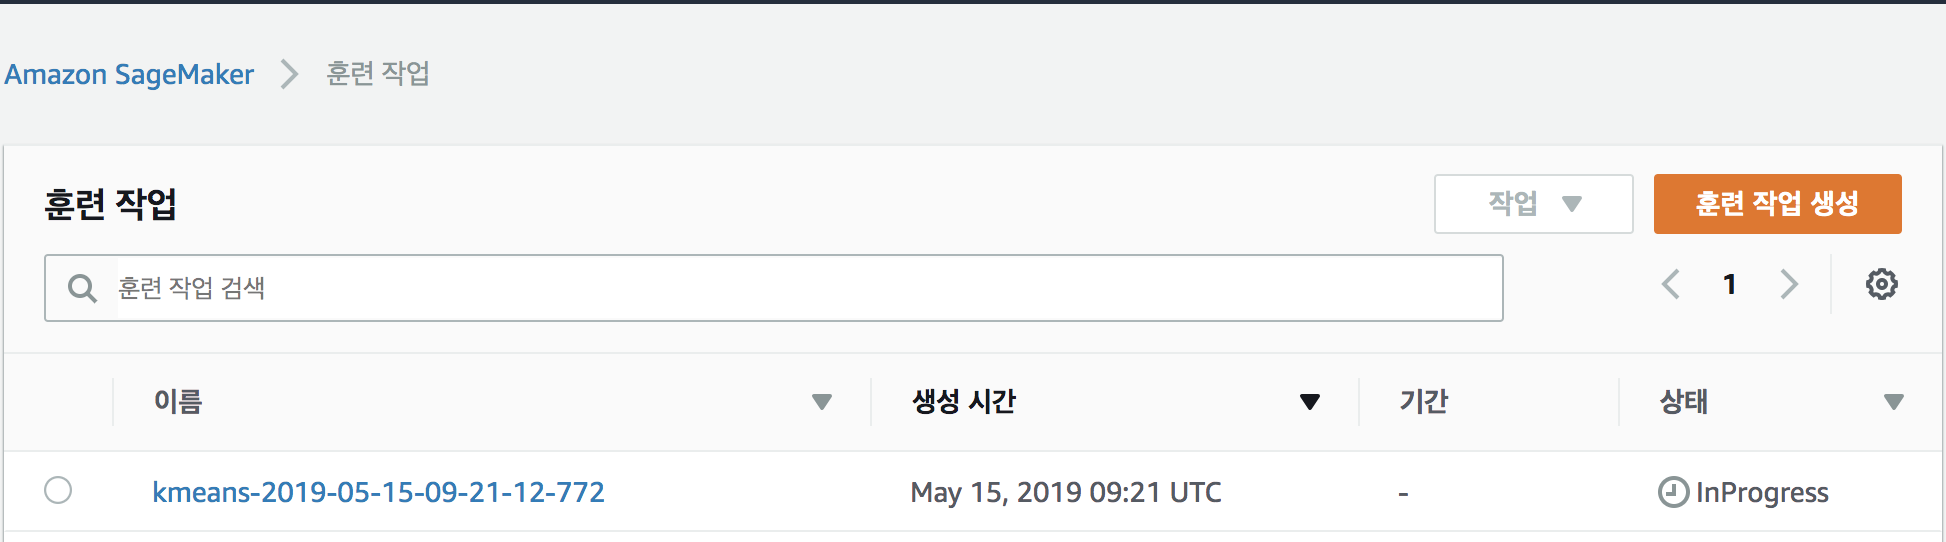 Amazon SageMaker 훈련 작업
훈련 작업 작업 훈련 작업 생성
훈련 작업 검색 1
이름 생성 시간 기간 상태
kmeans-2019-05-15-09-21-12-772 May 15, 2019 09:21 UTC - InProgress